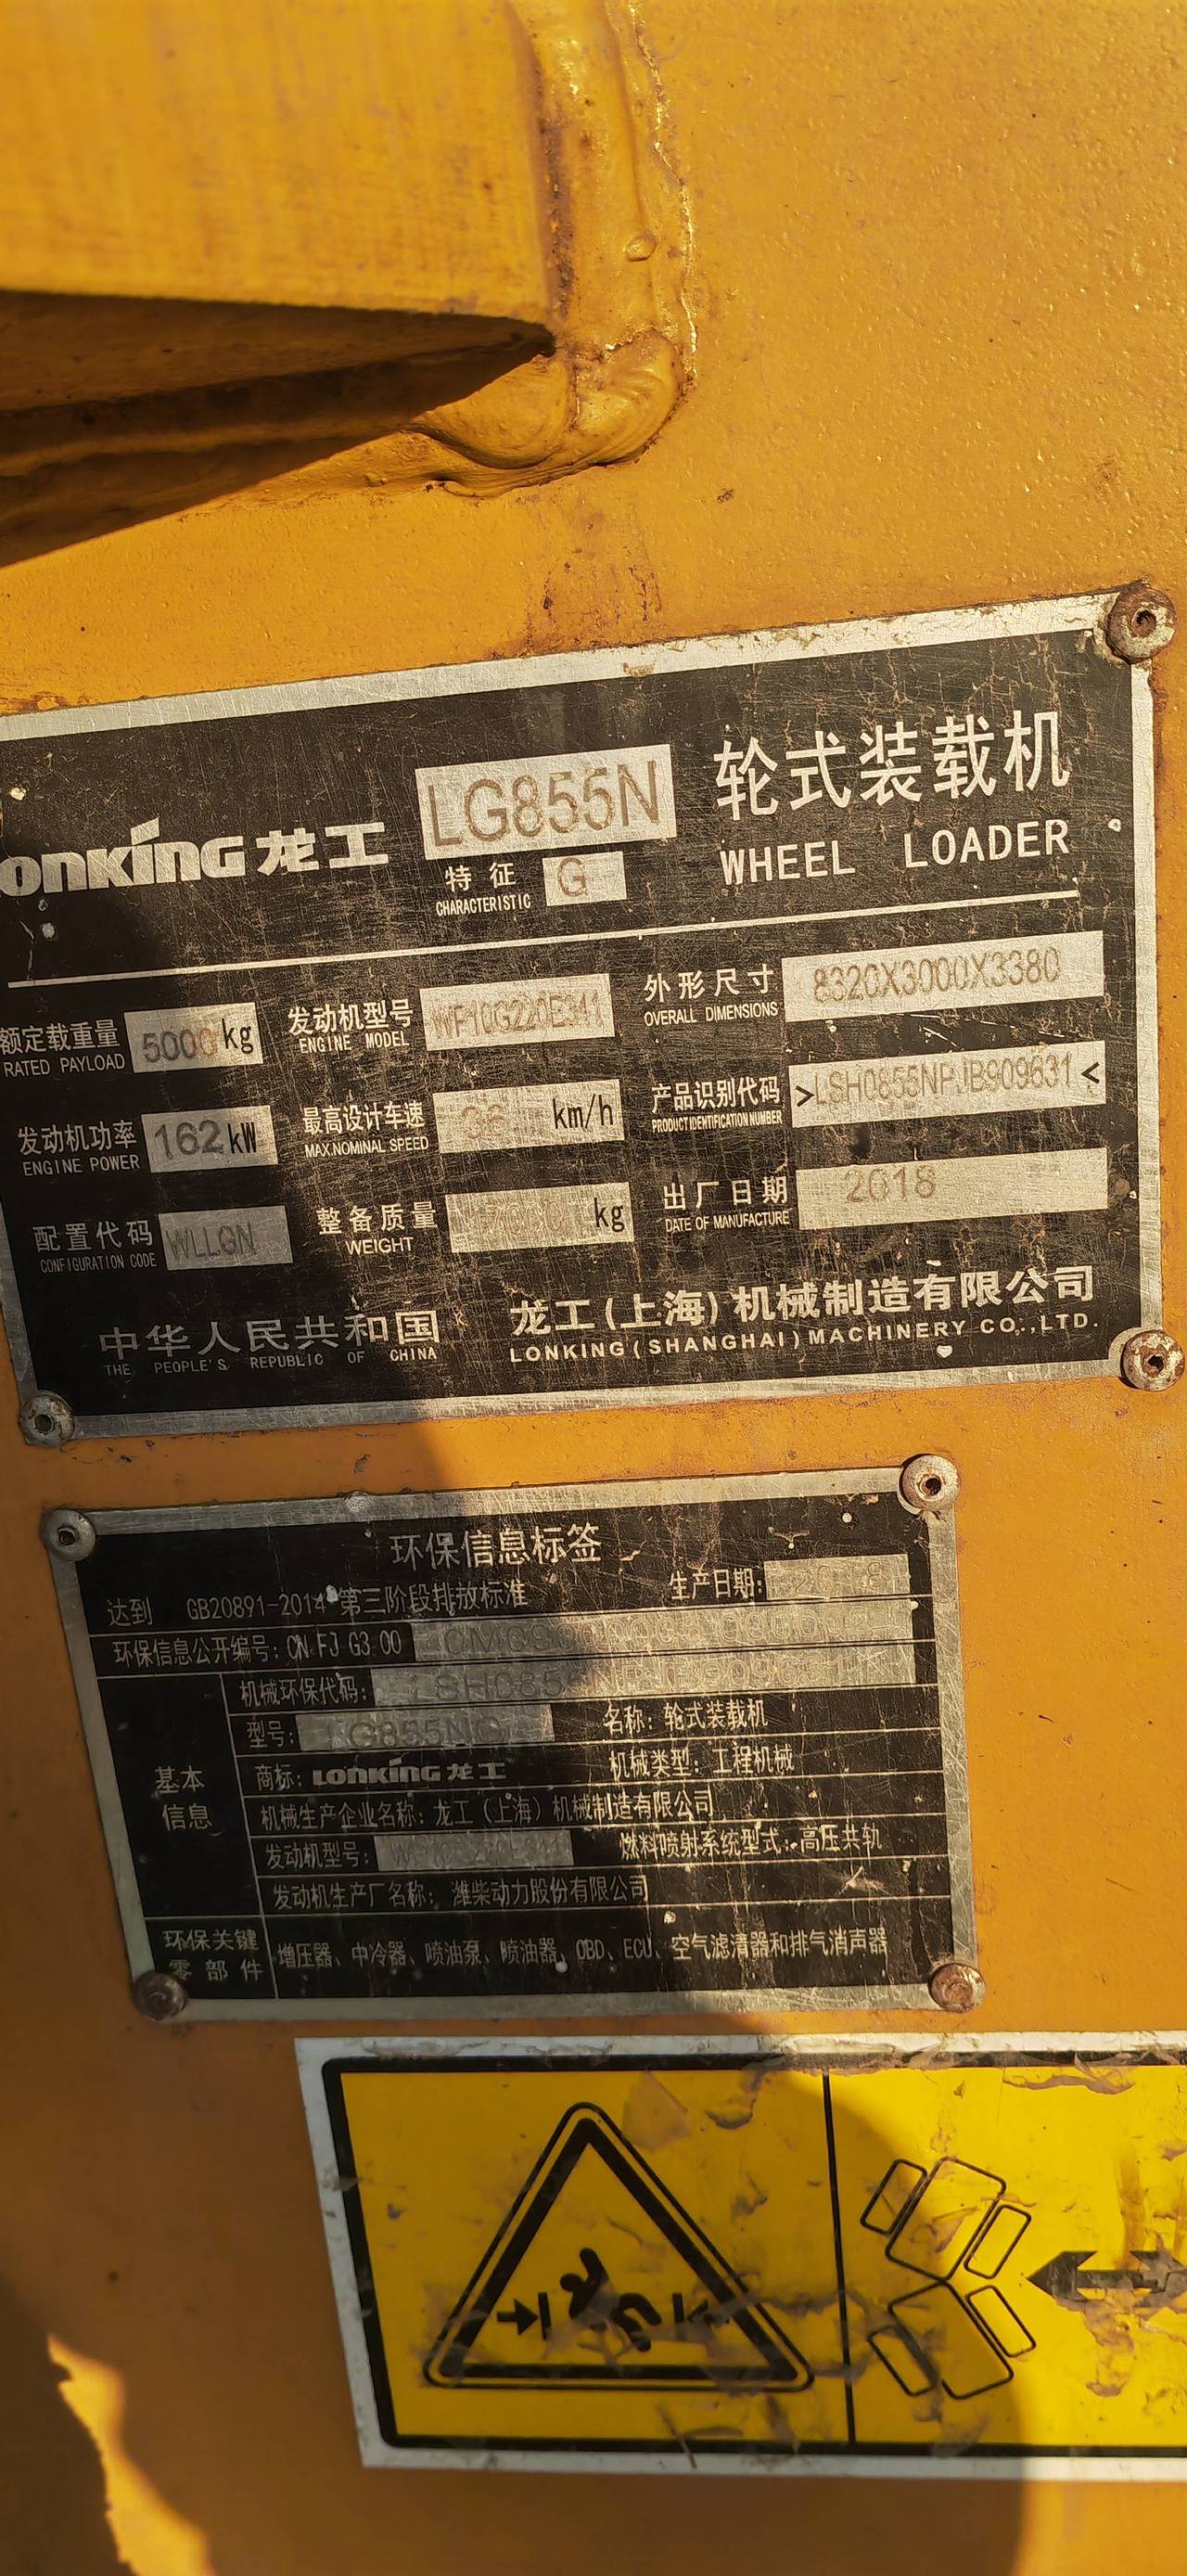 LONKING 龙工 LG855N 轮式装载机
特征 G
CHARACTERISTIC
WHEEL LOADER
额定载重量 5000 kg 发动机型号 WP10G220E341 外形尺寸 8320X3000X3380
RATED PAYLOAD ENGINE MODEL OVERALL DIMENSIONS
发动机功率 162 kW 最高设计车速 km/h 产品识别代码 >LSH0855NPJB909631<
ENGINE POWER MAX.NOMINAL SPEED PRODUCT IDENTIFICATION NUMBER
配置代码 WLLGN 整备质量 kg 出厂日期 2018
CONFIGURATION CODE WEIGHT DATE OF MANUFACTURE
中华人民共和国 龙工(上海)机械制造有限公司
THE PEOPLE'S REPUBLIC OF CHINA LONKING(SHANGHAI)MACHINERY CO.,LTD.
环保信息标签
达到 GB20891-2014 第三阶段排放标准 生产日期:
环保信息公开编号: CN FJ G3 00
机械环保代码:
型号: LG855N 名称: 轮式装载机
基本信息
商标: LONKING 龙工 机械类型: 工程机械
机械生产企业名称: 龙工(上海)机械制造有限公司
发动机型号: 燃料喷射系统型式: 高压共轨
发动机生产厂名称: 潍柴动力股份有限公司
环保关键零部件 增压器、中冷器、喷油泵、喷油器、OBD、ECU、空气滤清器和排气消声器